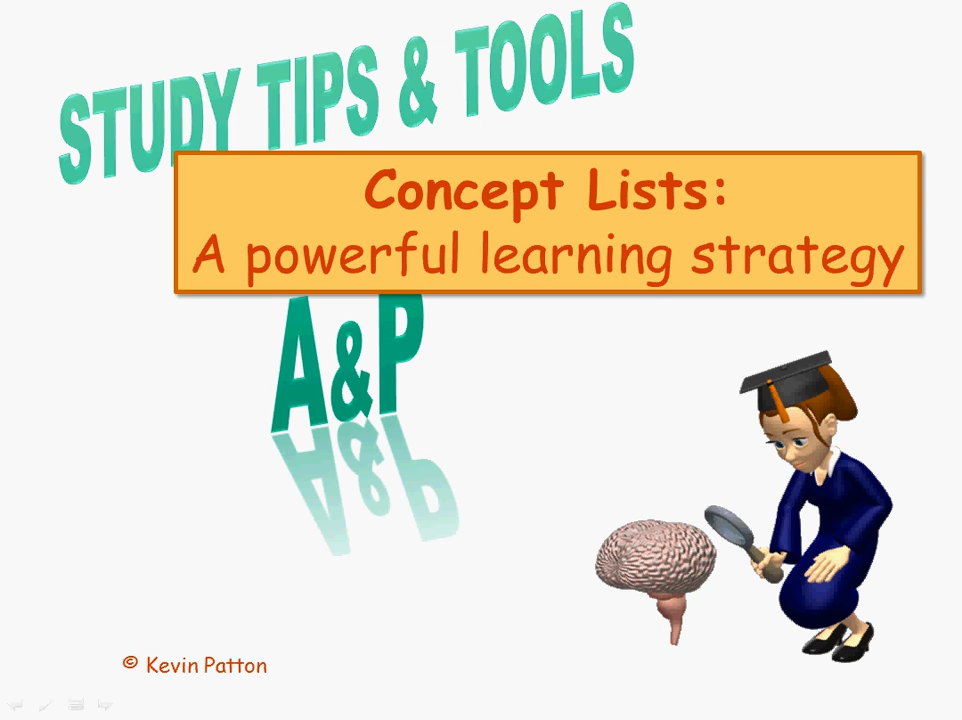 STUDY TIPS & TOOLS
Concept Lists:
A powerful learning strategy
A&P
© Kevin Patton